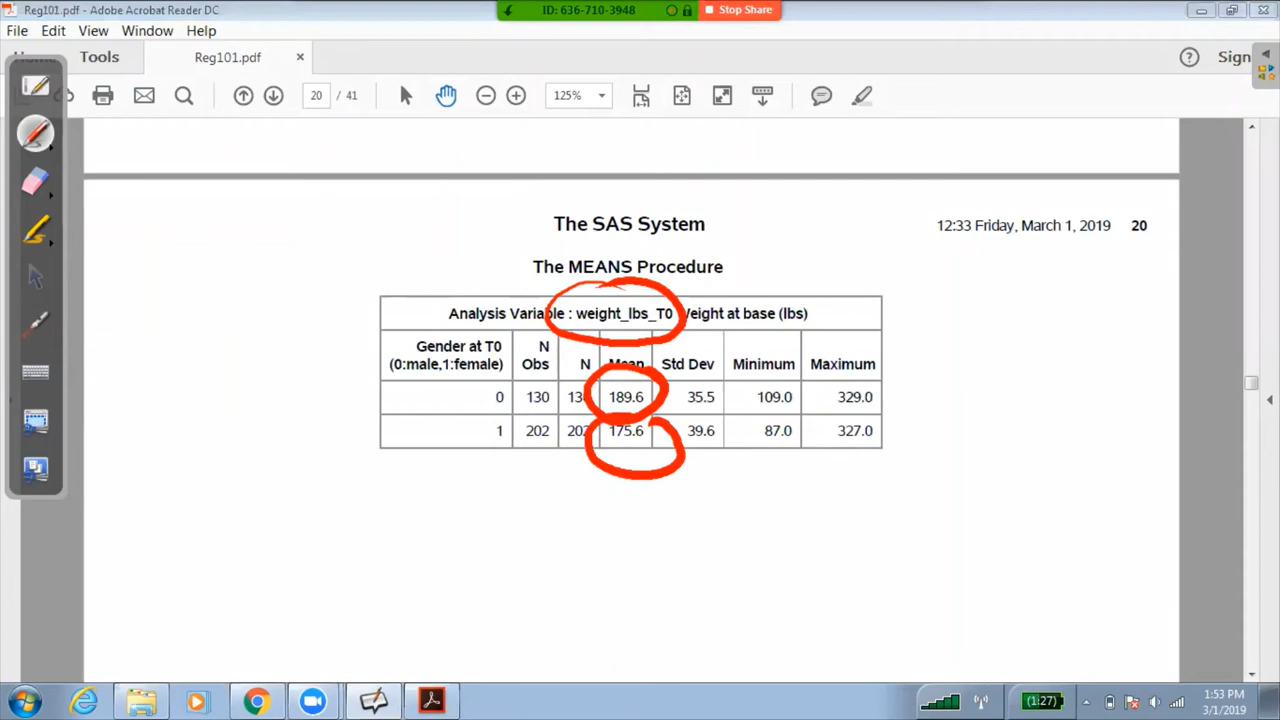 Reg101.pdf - Adobe Acrobat Reader DC
ID: 636-710-3948
Stop Share
File Edit View Window Help
Tools
Reg101.pdf ×
Sign
20 / 41
125%
The SAS System
12:33 Friday, March 1, 2019 20
The MEANS Procedure
Analysis Variable : weight_lbs_T0 Weight at base (lbs)
Gender at T0 (0:male,1:female) N Obs N Mean Std Dev Minimum Maximum
0 130 189.6 35.5 109.0 329.0
1 202 202 175.6 39.6 87.0 327.0
(1:27)
1:53 PM
3/1/2019